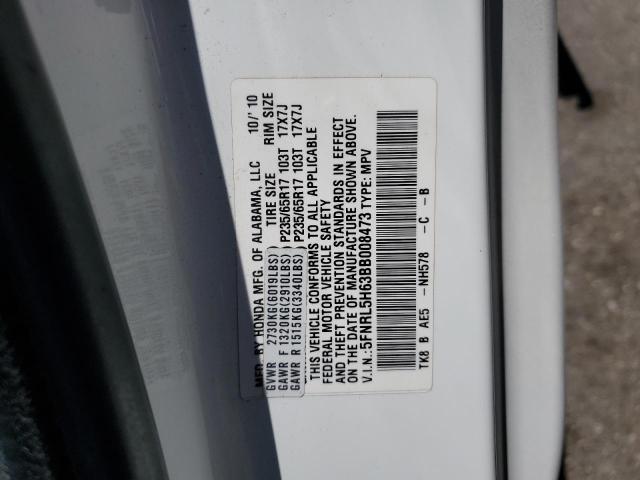 MFD. BY HONDA MFG. OF ALABAMA, LLC 10/'10
GVWR 2730KG(6019LBS) TIRE SIZE RIM SIZE
GAWR F 1320KG(2910LBS) P235/65R17 103T 17X7J
GAWR R 1515KG(3340LBS) P235/65R17 103T 17X7J
THIS VEHICLE CONFORMS TO ALL APPLICABLE
FEDERAL MOTOR VEHICLE SAFETY
AND THEFT PREVENTION STANDARDS IN EFFECT
ON THE DATE OF MANUFACTURE SHOWN ABOVE.
V.I.N.: 5FNRL5H63BB008473 TYPE: MPV
TK8 B AE5 -NH578 -C -B